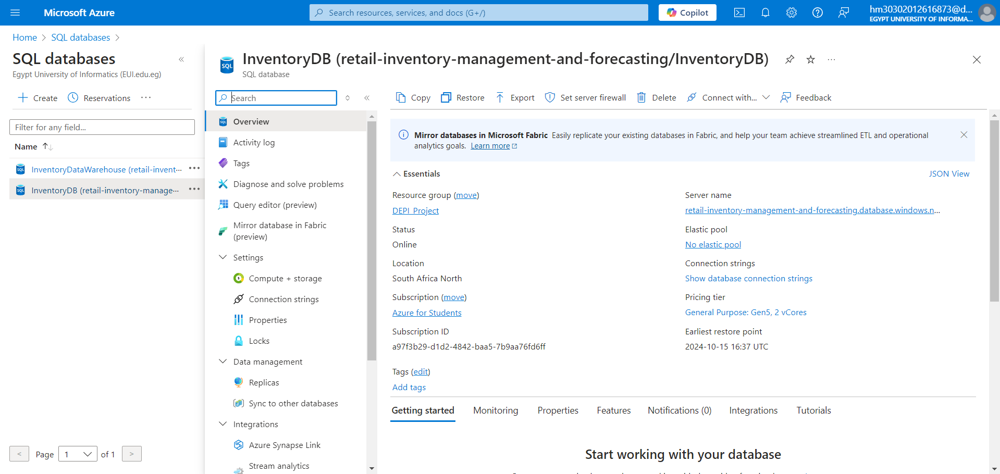 Microsoft Azure
Search resources, services, and docs (G+/)
Copilot
hm30302012616873@d...
EGYPT UNIVERSITY OF INFORMA...
Home > SQL databases >
SQL databases
Egypt University of Informatics (EUI.edu.eg)
Create
Reservations
Filter for any field...
Name
InventoryDataWarehouse (retail-invent...
InventoryDB (retail-inventory-manage...
< Page 1 of 1 >
InventoryDB (retail-inventory-management-and-forecasting/InventoryDB)
SQL database
Search
Overview
Activity log
Tags
Diagnose and solve problems
Query editor (preview)
Mirror database in Fabric
(preview)
Settings
Compute + storage
Connection strings
Properties
Locks
Data management
Replicas
Sync to other databases
Integrations
Azure Synapse Link
Stream analytics
Copy
Restore
Export
Set server firewall
Delete
Connect with...
Feedback
Mirror databases in Microsoft Fabric Easily replicate your existing databases in Fabric, and help your team achieve streamlined ETL and operational
analytics goals. Learn more
Essentials
JSON View
Resource group (move)
DEPI_Project
Status
Online
Location
South Africa North
Subscription (move)
Azure for Students
Subscription ID
a97f3b29-d1d2-4842-baa5-7b9aa76fd6ff
Server name
retail-inventory-management-and-forecasting.database.windows.n...
Elastic pool
No elastic pool
Connection strings
Show database connection strings
Pricing tier
General Purpose: Gen5, 2 vCores
Earliest restore point
2024-10-15 16:37 UTC
Tags (edit)
Add tags
Getting started
Monitoring
Properties
Features
Notifications (0)
Integrations
Tutorials
Start working with your database